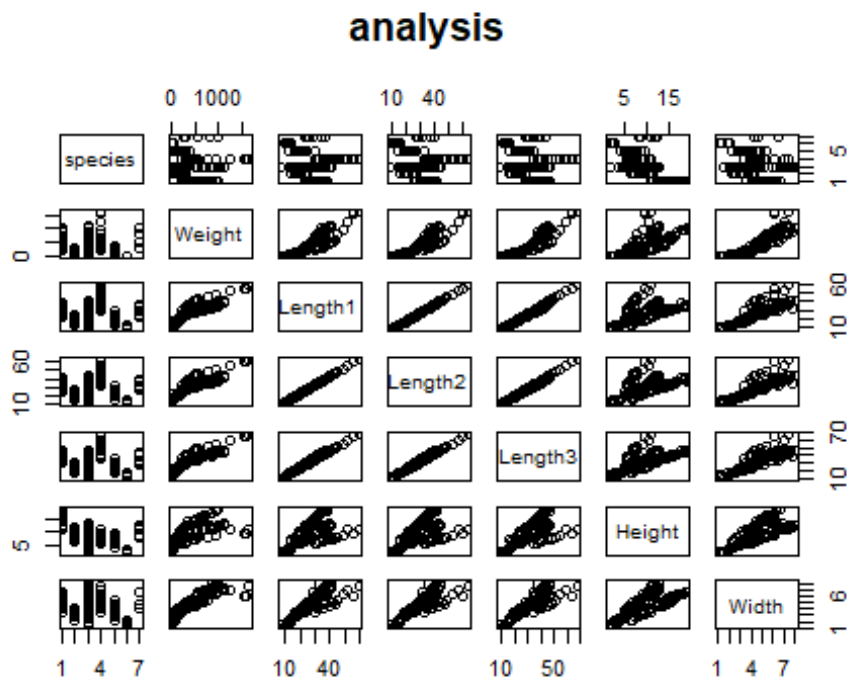 analysis
0 1000 10 40 5 15
species 1 5
0 Weight
Length1 10 60
10 60 Length2
Length3 10 70
5 Height
Width 1 6
1 4 7 10 40 10 50 1 4 7